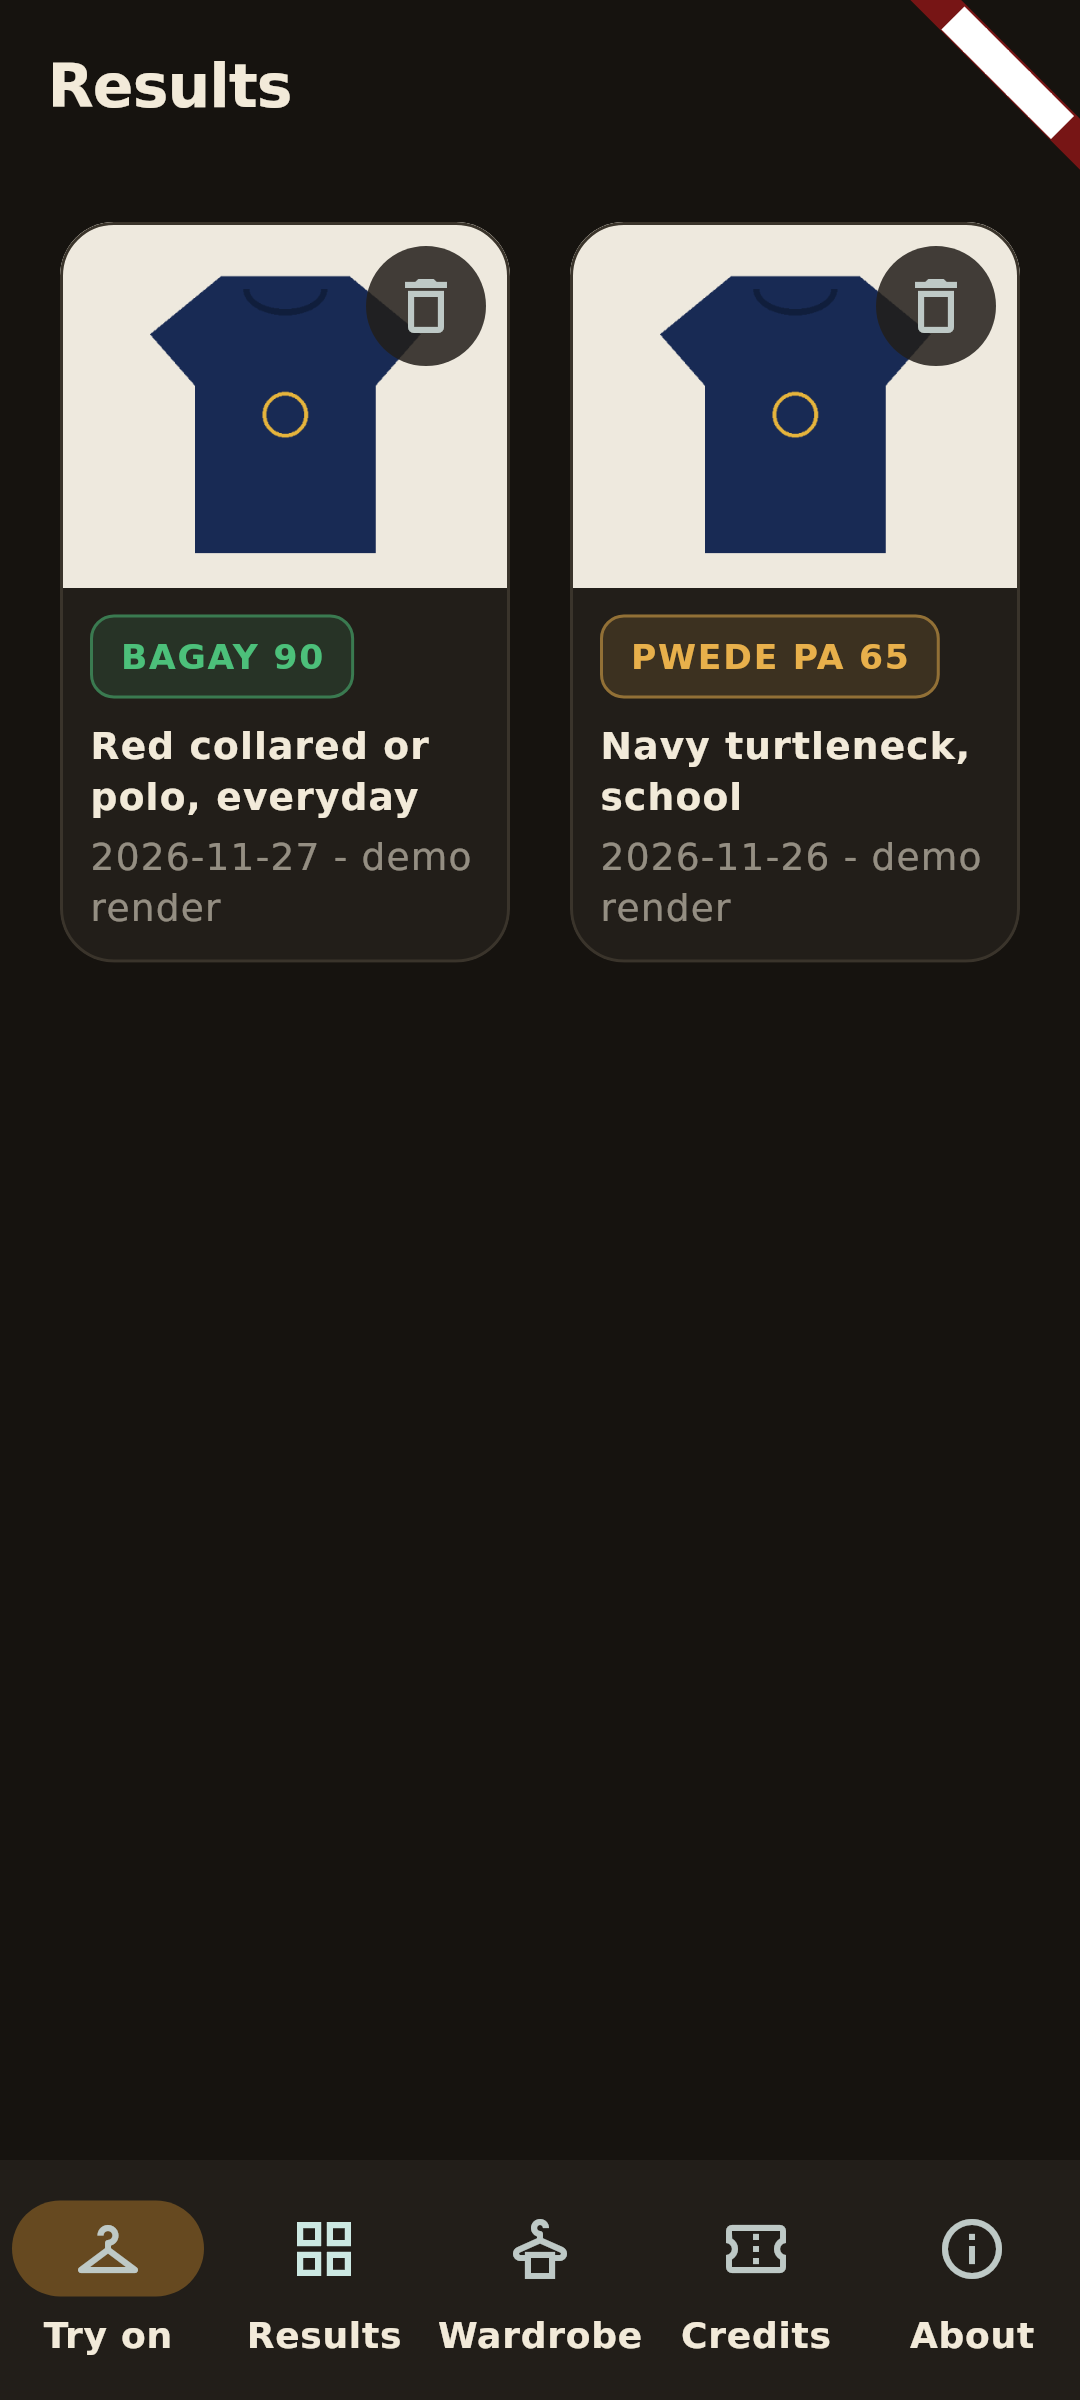 Results
BAGAY 90
Red collared or
polo, everyday
2026-11-27 - demo
render
PWEDE PA 65
Navy turtleneck,
school
2026-11-26 - demo
render
Try on
Results
Wardrobe
Credits
About